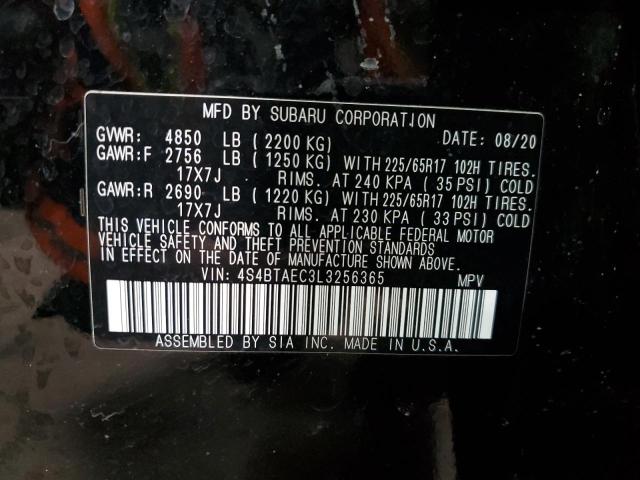 MFD BY SUBARU CORPORATION
GVWR: 4850 LB (2200 KG) DATE: 08/20
GAWR:F 2756 LB (1250 KG) WITH 225/65R17 102H TIRES.
17X7J RIMS. AT 240 KPA (35 PSI) COLD
GAWR:R 2690 LB (1220 KG) WITH 225/65R17 102H TIRES.
17X7J RIMS. AT 230 KPA (33 PSI) COLD
THIS VEHICLE CONFORMS TO ALL APPLICABLE FEDERAL MOTOR
VEHICLE SAFETY AND THEFT PREVENTION STANDARDS
IN EFFECT ON THE DATE OF MANUFACTURE SHOWN ABOVE.
VIN: 4S4BTAEC3L3256365 MPV
ASSEMBLED BY SIA INC. MADE IN U.S.A.